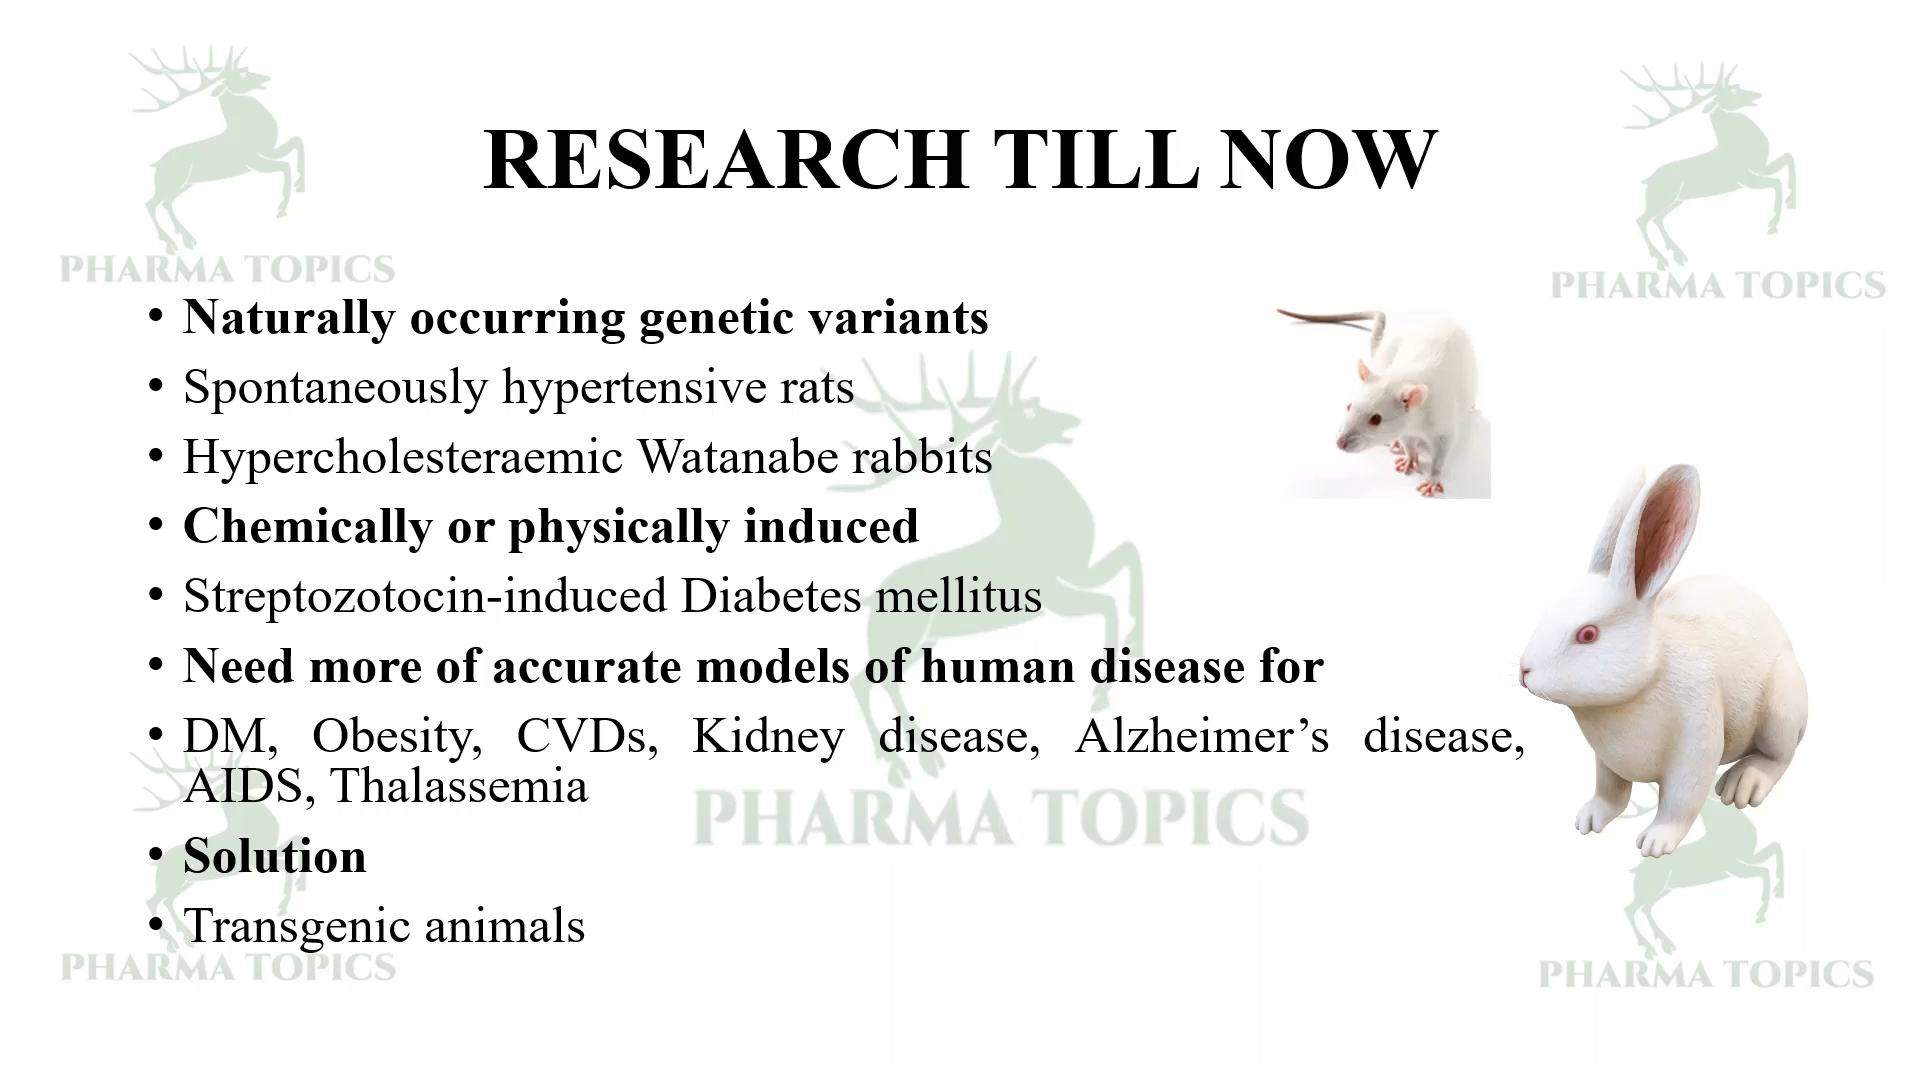 RESEARCH TILL NOW
PHARMA TOPICS
PHARMA TOPICS
• Naturally occurring genetic variants
• Spontaneously hypertensive rats
• Hypercholesteraemic Watanabe rabbits
• Chemically or physically induced
• Streptozotocin-induced Diabetes mellitus
• Need more of accurate models of human disease for
• DM, Obesity, CVDs, Kidney disease, Alzheimer’s disease,
AIDS, Thalassemia
PHARMA TOPICS
• Solution
• Transgenic animals
PHARMA TOPICS
PHARMA TOPICS